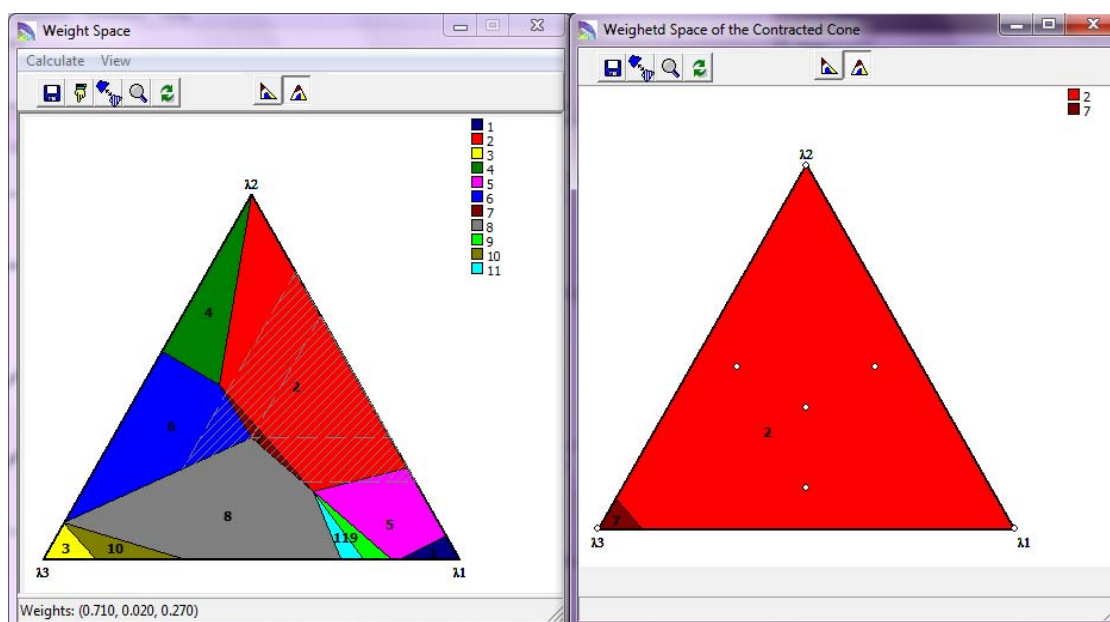 Weight Space
Calculate View
1
2
3
4
5
6
7
8
9
10
11
λ2
4
2
6
8
5
119
3
10
1
λ3
λ1
Weights: (0.710, 0.020, 0.270)
Weighetd Space of the Contracted Cone
2
7
λ2
2
7
λ3
λ1